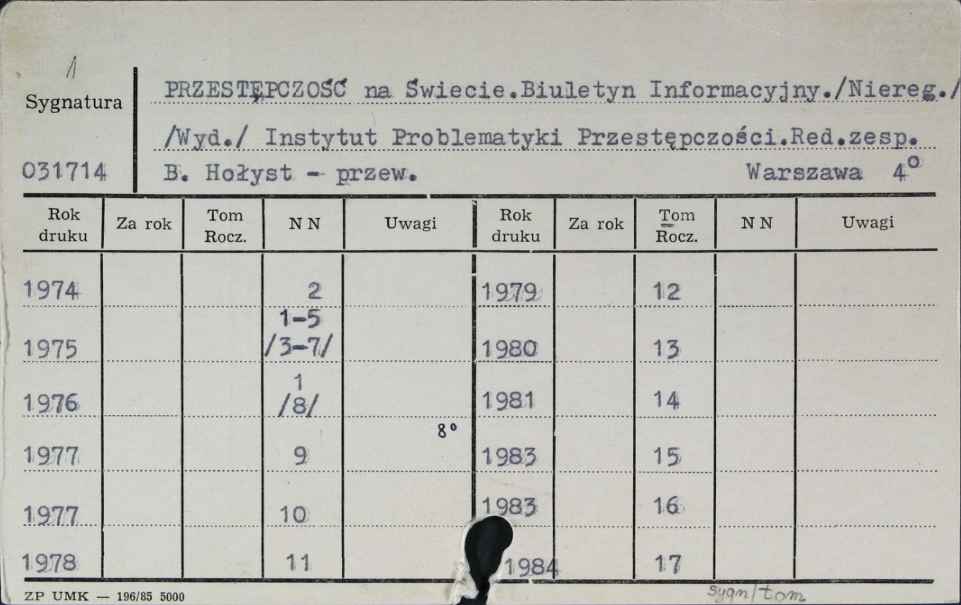 1
Sygnatura
PRZESTĘPCZOŚĆ na Świecie.Biuletyn Informacyjny./Niereg./
/Wyd./ Instytut Problematyki Przestępczości.Red.zesp.
031714 B. Hołyst - przew. Warszawa 4°
Rok druku Za rok Tom Rocz. NN Uwagi Rok druku Za rok Tom Rocz. NN Uwagi
1974 2 1979 12
1-5
1975 /3-7/ 1980 13
1
1976 /8/ 1981 14
8°
1977 9 1983 15
1977 10 1983 16
1978 11 1984 17
ZP UMK — 196/85 5000 sygn/tom